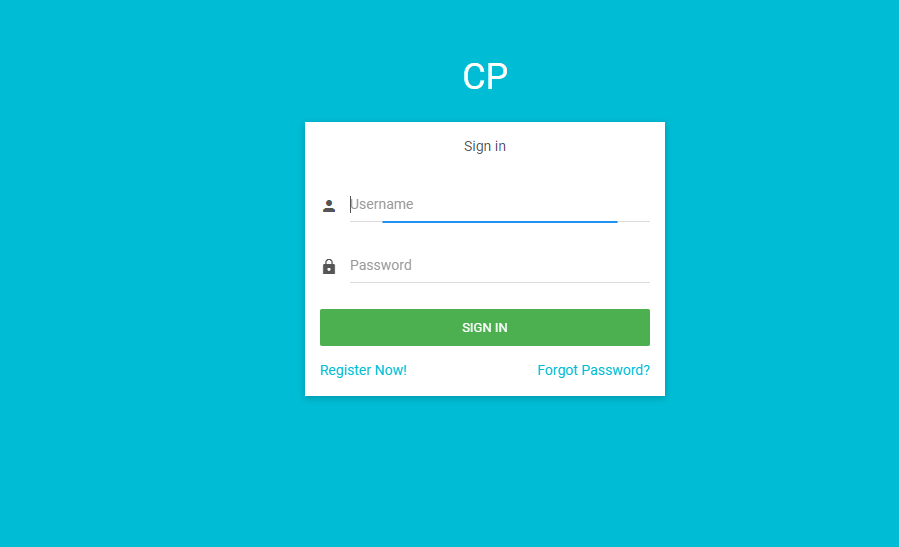 CP
Sign in
Username
Password
SIGN IN
Register Now! Forgot Password?